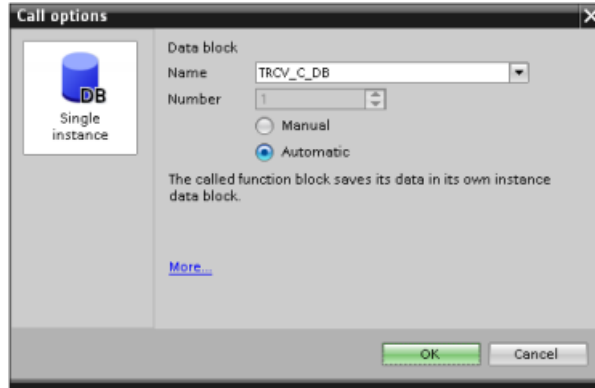 Call options
DB
Single
instance
Data block
Name TRCV_C_DB
Number 1
Manual
Automatic
The called function block saves its data in its own instance
data block.
More...
OK Cancel